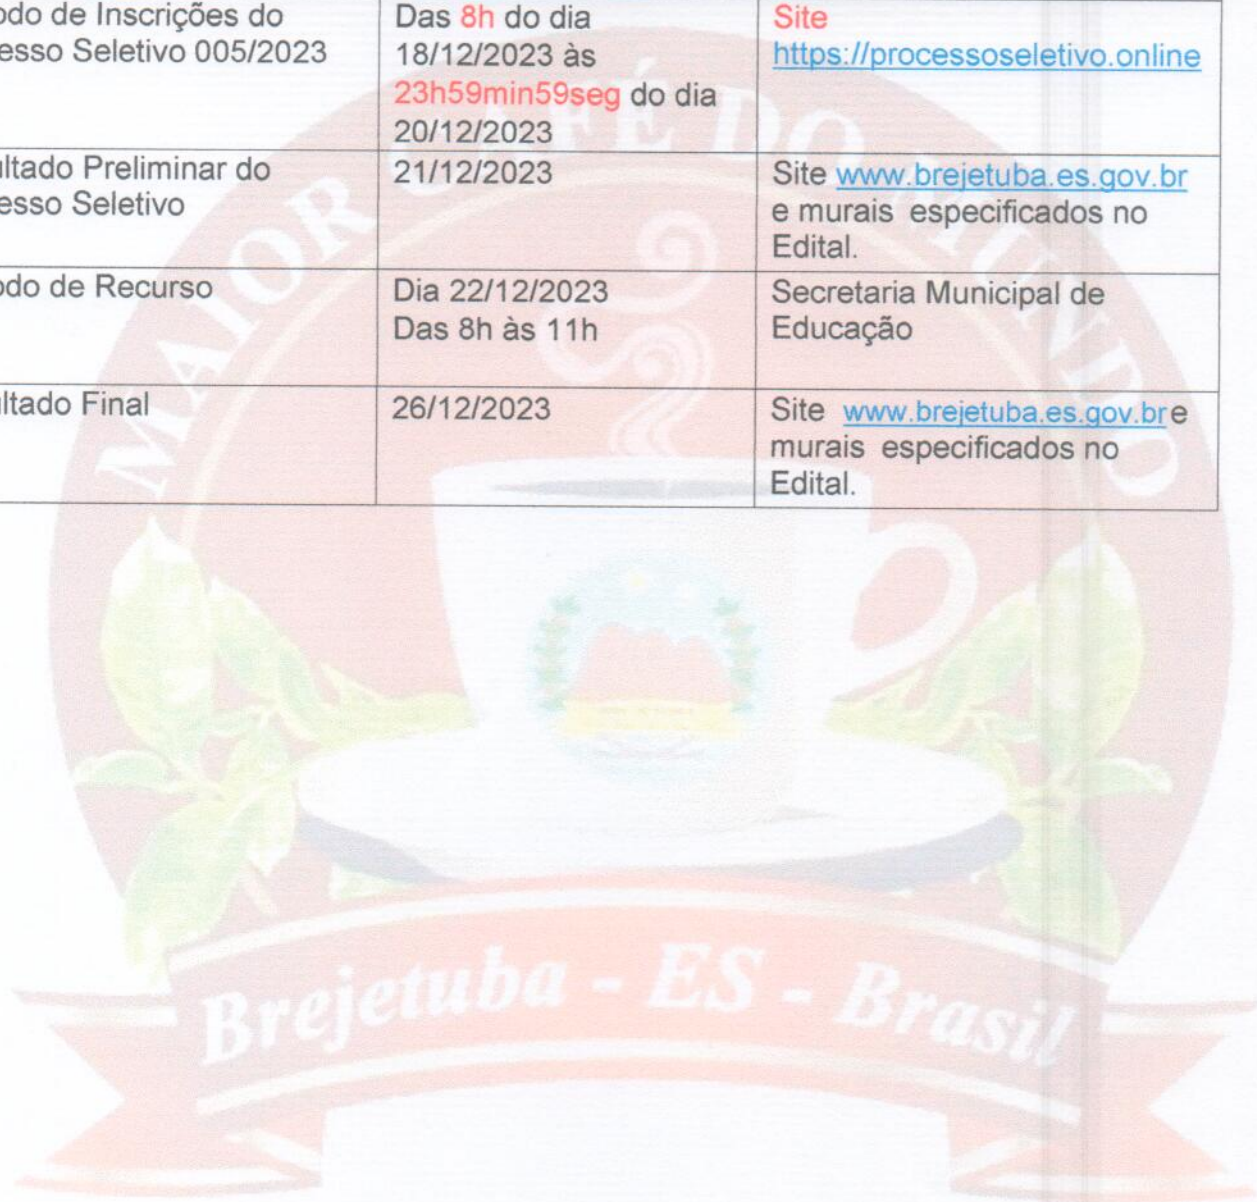 odo de Inscrições do
esso Seletivo 005/2023
Das 8h do dia
18/12/2023 às
23h59min59seg do dia
20/12/2023
Site
https://processoseletivo.online
ltado Preliminar do
esso Seletivo
21/12/2023
Site www.brejetuba.es.gov.br
e murais especificados no
Edital.
odo de Recurso
Dia 22/12/2023
Das 8h às 11h
Secretaria Municipal de
Educação
ltado Final
26/12/2023
Site www.brejetuba.es.gov.br e
murais especificados no
Edital.
MAIOR CAFÉ DO MUNDO
Brejetuba - ES - Brasil